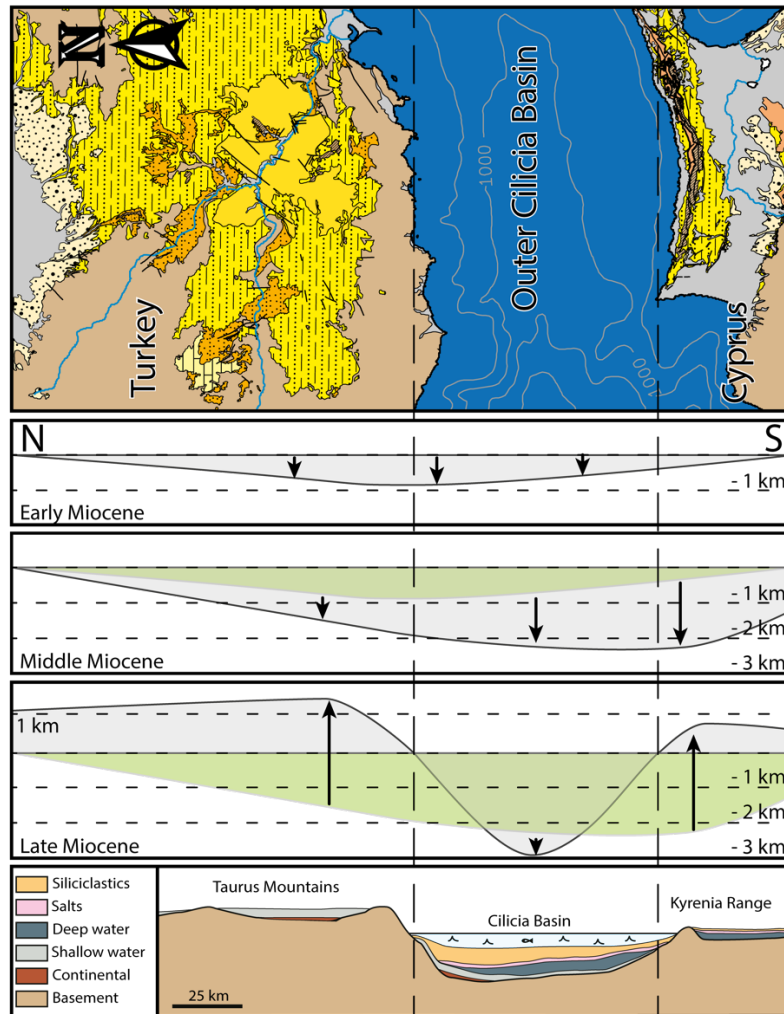 N
Turkey
Outer Cilicia Basin
1000
1000
Cyprus
N
S
- 1 km
Early Miocene
- 1 km
- 2 km
- 3 km
Middle Miocene
1 km
- 1 km
- 2 km
- 3 km
Late Miocene
Siliciclastics
Salts
Deep water
Shallow water
Continental
Basement
Taurus Mountains
Cilicia Basin
Kyrenia Range
25 km